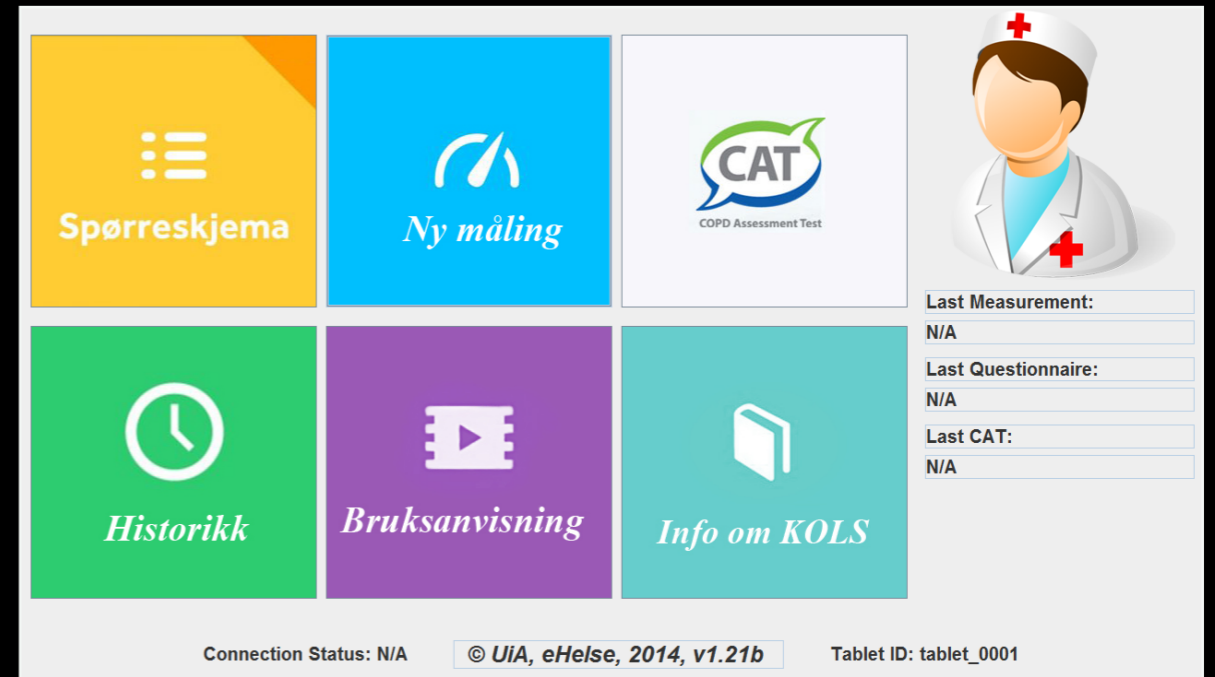 Spørreskjema
Ny måling
CAT
COPD Assessment Test
Historikk
Bruksanvisning
Info om KOLS
Last Measurement:
N/A
Last Questionnaire:
N/A
Last CAT:
N/A
Connection Status: N/A
© UiA, eHelse, 2014, v1.21b
Tablet ID: tablet_0001